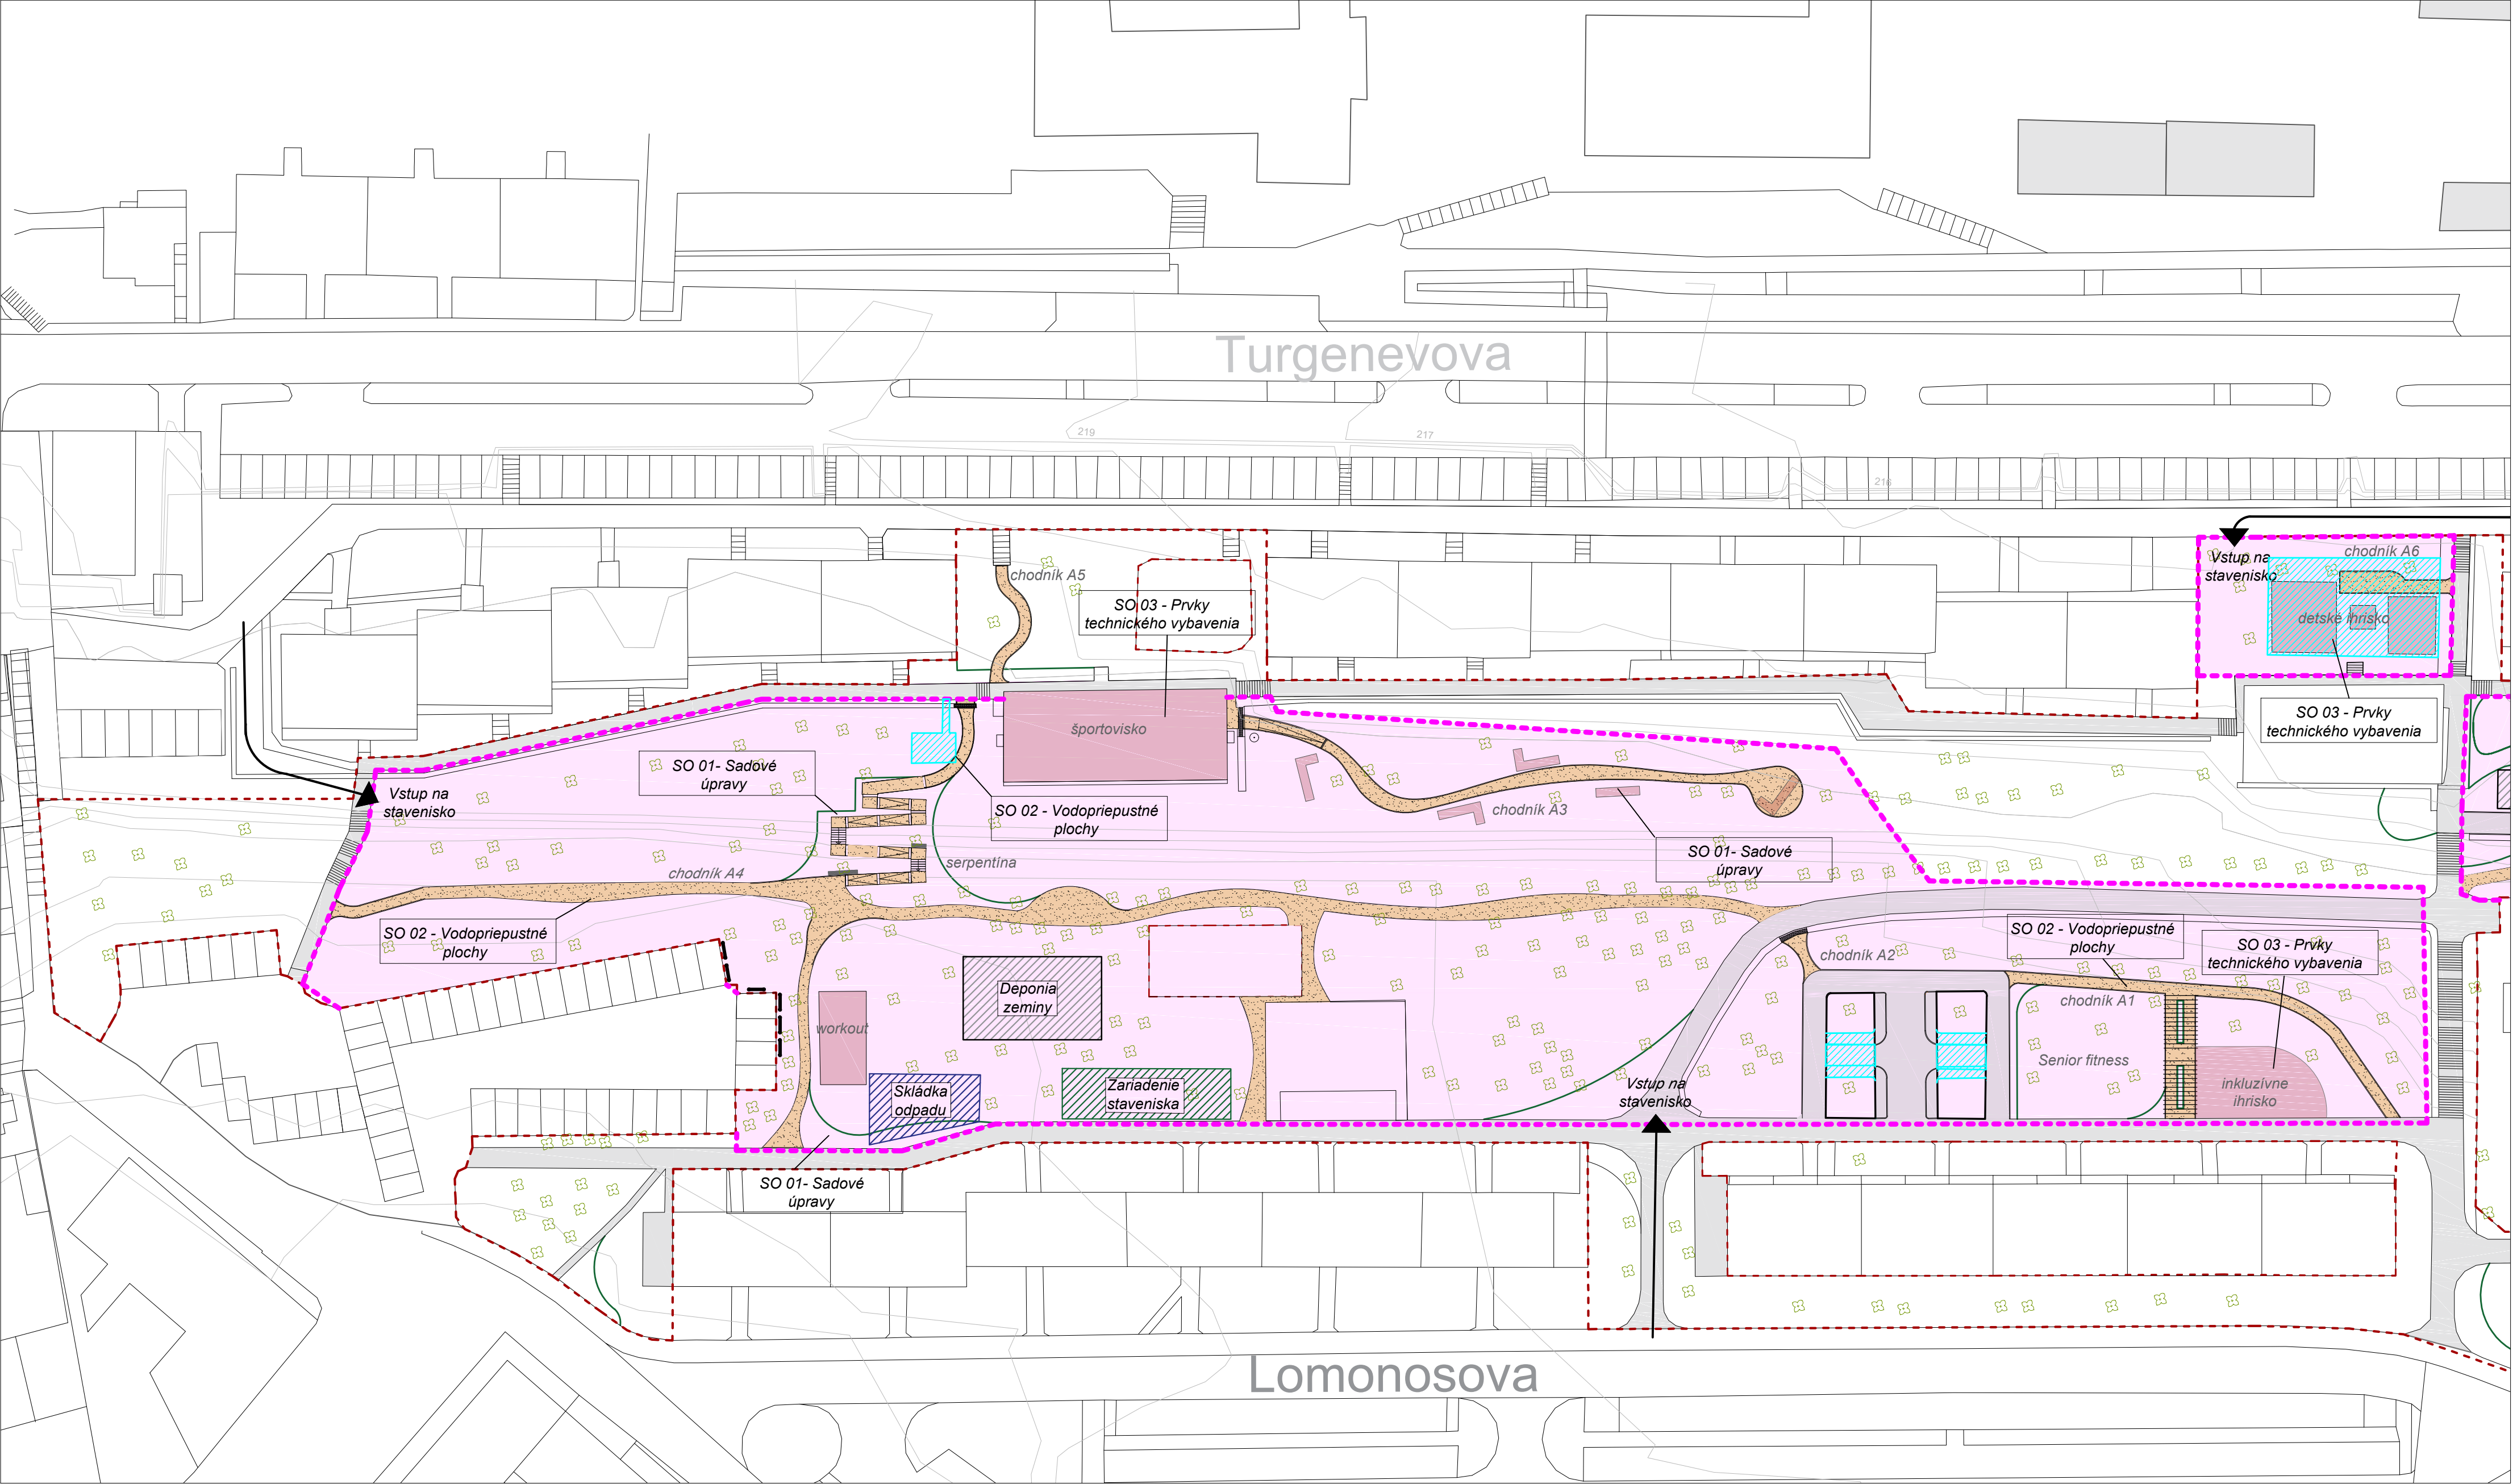 Turgenevova
219
217
216
chodník A5
SO 03 - Prvky
technického vybavenia
chodník A6
Vstup na
stavenisko
detské ihrisko
SO 03 - Prvky
technického vybavenia
športovisko
SO 01- Sadové
úpravy
Vstup na
stavenisko
SO 02 - Vodopriepustné
plochy
chodník A3
SO 01- Sadové
úpravy
serpentína
chodník A4
SO 02 - Vodopriepustné
plochy
SO 02 - Vodopriepustné
plochy
SO 03 - Prvky
technického vybavenia
chodník A2
chodník A1
Deponia
zeminy
workout
Senior fitness
inkluzívne
ihrisko
Skládka
odpadu
Zariadenie
staveniska
Vstup na
stavenisko
SO 01- Sadové
úpravy
Lomonosova